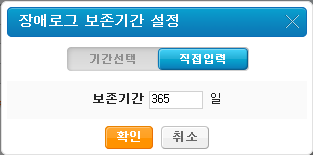 장애로그 보존기간 설정
기간선택 직접입력
보존기간 365 일
확인 취소